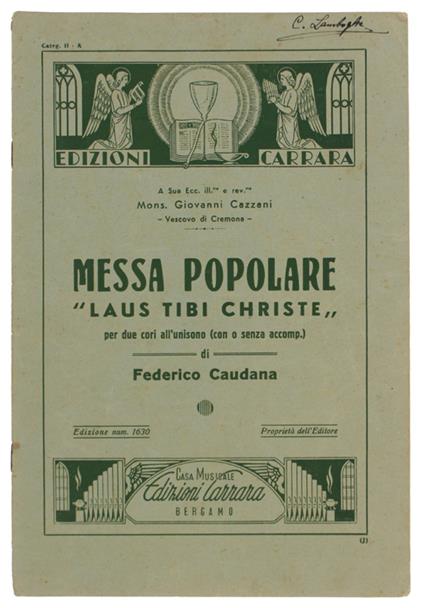 Categ. II - A
EDIZIONI CARRARA
A Sua Ecc. ill.ma e rev.ma
Mons. Giovanni Cazzani
- Vescovo di Cremona -
MESSA POPOLARE
"LAUS TIBI CHRISTE„
per due cori all'unisono (con o senza accomp.)
di
Federico Caudana
Edizione num. 1630 Proprietà dell'Editore
CASA MUSICALE
Edizioni Carrara
BERGAMO